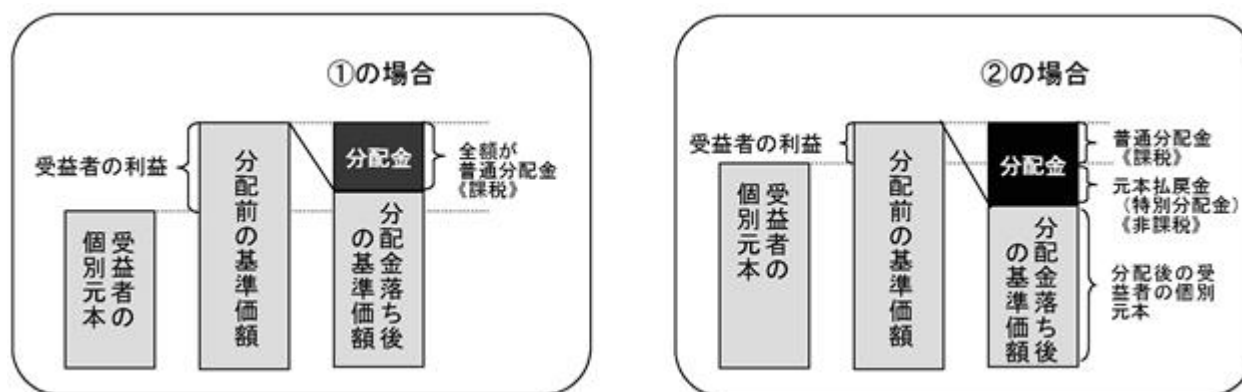 ①の場合
受益者の利益
受益者の
個別元本
分配前の基準価額
分配金
分配金落ち後
の基準価額
全額が
普通分配金
《課税》
②の場合
受益者の利益
受益者の
個別元本
分配前の基準価額
分配金
分配金落ち後
の基準価額
普通分配金
《課税》
元本払戻金
(特別分配金)
《非課税》
分配後の受
益者の個別
元本